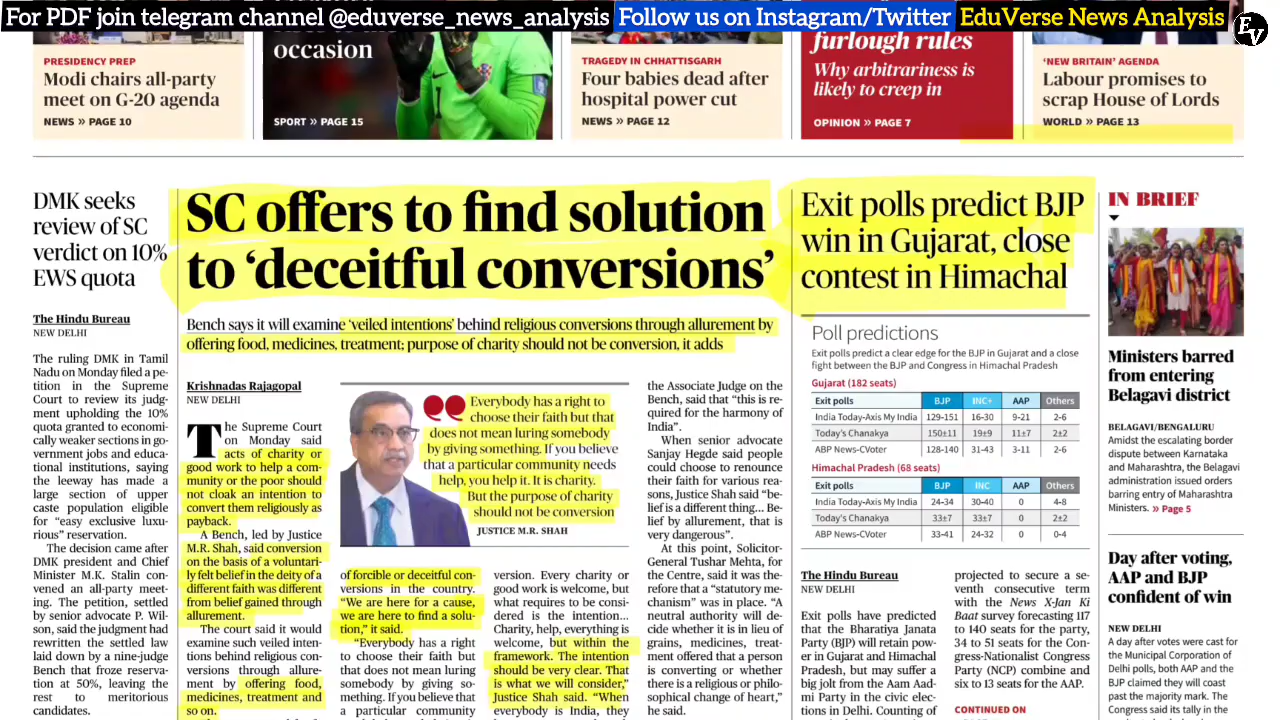 For PDF join telegram channel @eduverse_news_analysis
Follow us on Instagram/Twitter
EduVerse News Analysis
EV
occasion
SPORT » PAGE 15
PRESIDENCY PREP
Modi chairs all-party
meet on G-20 agenda
NEWS » PAGE 10
TRAGEDY IN CHHATTISGARH
Four babies dead after
hospital power cut
NEWS » PAGE 12
furlough rules
Why arbitrariness is
likely to creep in
OPINION » PAGE 7
‘NEW BRITAIN’ AGENDA
Labour promises to
scrap House of Lords
WORLD » PAGE 13
DMK seeks
review of SC
verdict on 10%
EWS quota
The Hindu Bureau
NEW DELHI
The ruling DMK in Tamil
Nadu on Monday filed a pe-
tition in the Supreme
Court to review its judg-
ment upholding the 10%
quota granted to economi-
cally weaker sections in go-
vernment jobs and educa-
tional institutions, saying
the leeway has made a
large section of upper
caste population eligible
for “easy exclusive luxu-
rious” reservation.
The decision came after
DMK president and Chief
Minister M.K. Stalin con-
vened an all-party meet-
ing. The petition, settled
by senior advocate P. Wil-
son, said the judgment had
rewritten the settled law
laid down by a nine-judge
Bench that froze reserva-
tion at 50%, leaving the
rest to meritorious
candidates.
SC offers to find solution
to ‘deceitful conversions’
Bench says it will examine ‘veiled intentions’ behind religious conversions through allurement by
offering food, medicines, treatment; purpose of charity should not be conversion, it adds
Krishnadas Rajagopal
NEW DELHI
The Supreme Court
on Monday said
acts of charity or
good work to help a com-
munity or the poor should
not cloak an intention to
convert them religiously as
payback.
A Bench, led by Justice
M.R. Shah, said conversion
on the basis of a voluntari-
ly felt belief in the deity of a
different faith was different
from belief gained through
allurement.
The court said it would
examine such veiled inten-
tions behind religious con-
versions through allure-
ment by offering food,
medicines, treatment and
so on.
Everybody has a right to
choose their faith but that
does not mean luring somebody
by giving something. If you believe
that a particular community needs
help, you help it. It is charity.
But the purpose of charity
should not be conversion
JUSTICE M.R. SHAH
of forcible or deceitful con-
versions in the country.
“We are here for a cause,
we are here to find a solu-
tion,” it said.
“Everybody has a right
to choose their faith but
that does not mean luring
somebody by giving so-
mething. If you believe that
a particular community
version. Every charity or
good work is welcome, but
what requires to be consi-
dered is the intention...
Charity, help, everything is
welcome, but within the
framework. The intention
should be very clear. That
is what we will consider,”
Justice Shah said. “When
everybody is India, they
the Associate Judge on the
Bench, said that “this is re-
quired for the harmony of
India”.
When senior advocate
Sanjay Hegde said people
could choose to renounce
their faith for various rea-
sons, Justice Shah said “be-
lief is a different thing... Be-
lief by allurement, that is
very dangerous”.
At this point, Solicitor-
General Tushar Mehta, for
the Centre, said it was the-
refore that a “statutory me-
chanism” was in place. “A
neutral authority will de-
cide whether it is in lieu of
grains, medicines, treat-
ment offered that a person
is converting or whether
there is a religious or phil-
osophical change of heart,”
he said.
Exit polls predict BJP
win in Gujarat, close
contest in Himachal
Poll predictions
Exit polls predict a clear edge for the BJP in Gujarat and a close
fight between the BJP and Congress in Himachal Pradesh
Gujarat (182 seats)
Exit polls BJP INC+ AAP Others
India Today-Axis My India 129-151 16-30 9-21 2-6
Today's Chanakya 150±11 19±9 11±7 2±2
ABP News-CVoter 128-140 31-43 3-11 2-6
Himachal Pradesh (68 seats)
Exit polls BJP INC AAP Others
India Today-Axis My India 24-34 30-40 0 4-8
Today's Chanakya 33±7 33±7 0 2±2
ABP News-CVoter 33-41 24-32 0 0-4
The Hindu Bureau
NEW DELHI
Exit polls have predicted
that the Bharatiya Janata
Party (BJP) will retain pow-
er in Gujarat and Himachal
Pradesh, but may suffer a
big jolt from the Aam Aad-
mi Party in the civic elec-
tions in Delhi. Counting of
projected to secure a se-
venth consecutive term
with the News X-Jan Ki
Baat survey forecasting 117
to 140 seats for the party,
34 to 51 seats for the Con-
gress-Nationalist Congress
Party (NCP) combine and
six to 13 seats for the AAP.
CONTINUED ON
IN BRIEF
Ministers barred
from entering
Belagavi district
BELAGAVI/BENGALURU
Amidst the escalating border
dispute between Karnataka
and Maharashtra, the Belagavi
administration issued orders
barring entry of Maharashtra
Ministers. » Page 5
Day after voting,
AAP and BJP
confident of win
NEW DELHI
A day after votes were cast for
the Municipal Corporation of
Delhi polls, both AAP and the
BJP claimed they will coast
past the majority mark. The
Congress said its tally in the